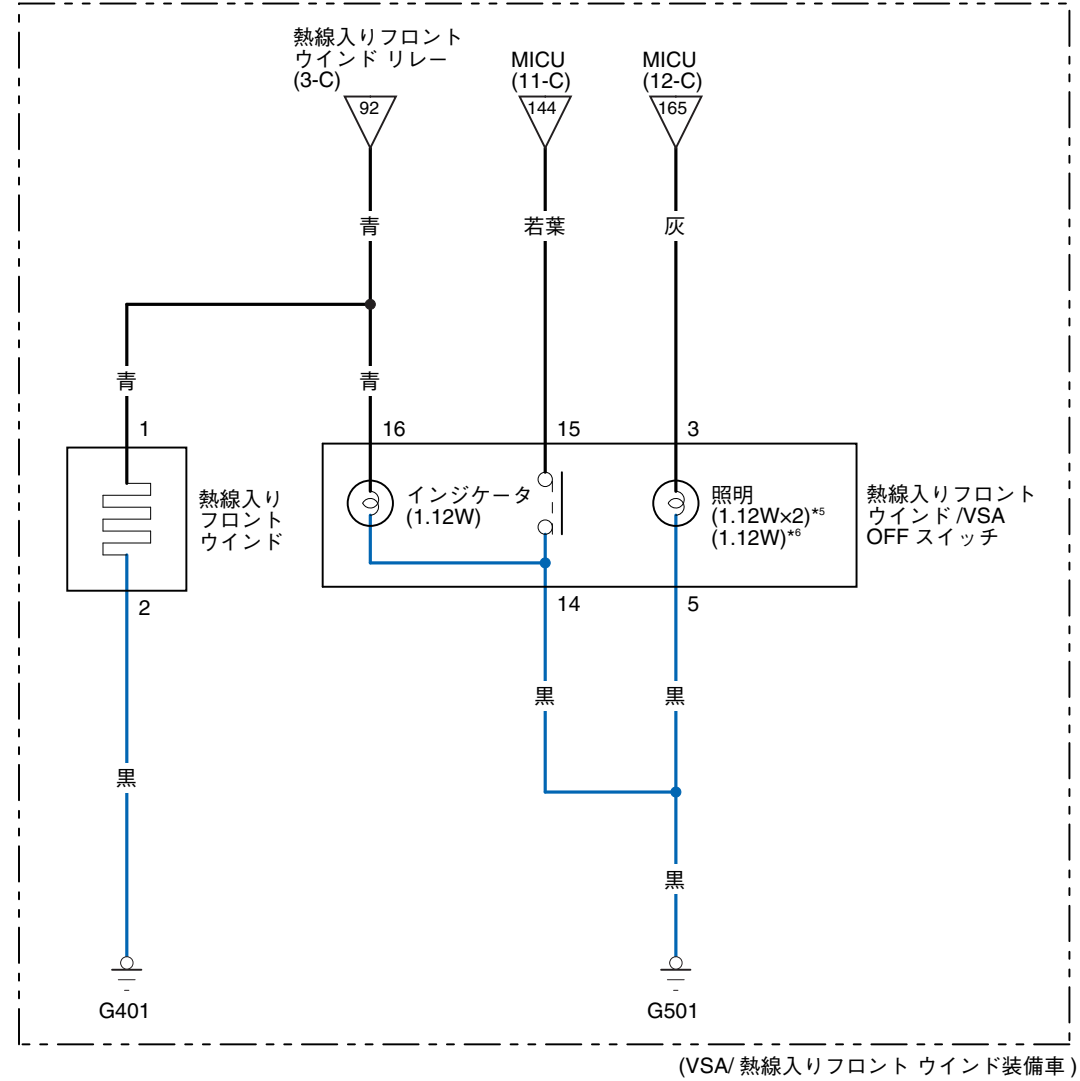 熱線入りフロント
ウインド リレー
(3-C)
92
MICU
(11-C)
144
MICU
(12-C)
165
青
若葉
灰
青
青
1
16
15
3
熱線入り
フロント
ウインド
インジケータ
(1.12W)
照明
(1.12W×2)*5
(1.12W)*6
熱線入りフロント
ウインド /VSA
OFF スイッチ
2
14
5
黒
黒
黒
黒
G401
G501
(VSA/ 熱線入りフロント ウインド装備車 )